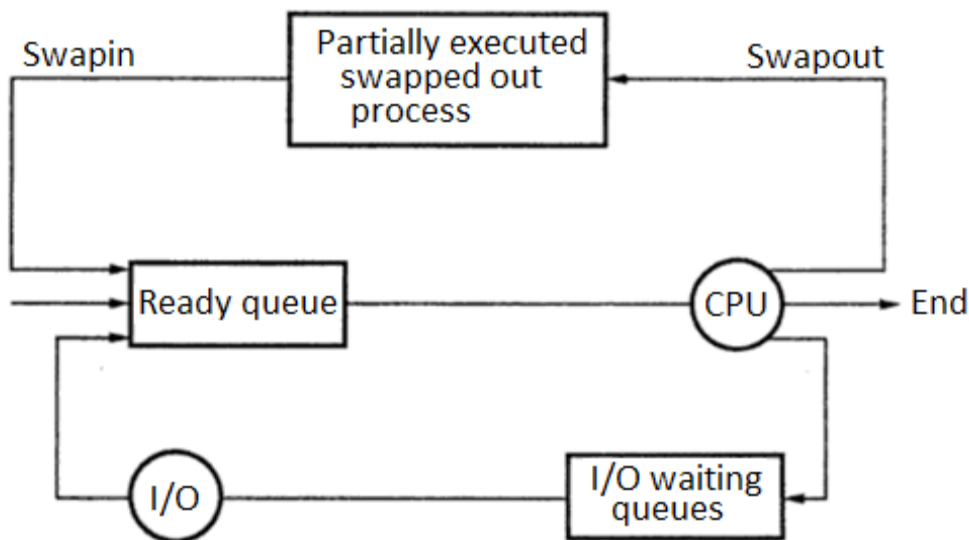 Swapin
Partially executed
swapped out
process
Swapout
Ready queue
CPU
End
I/O
I/O waiting
queues